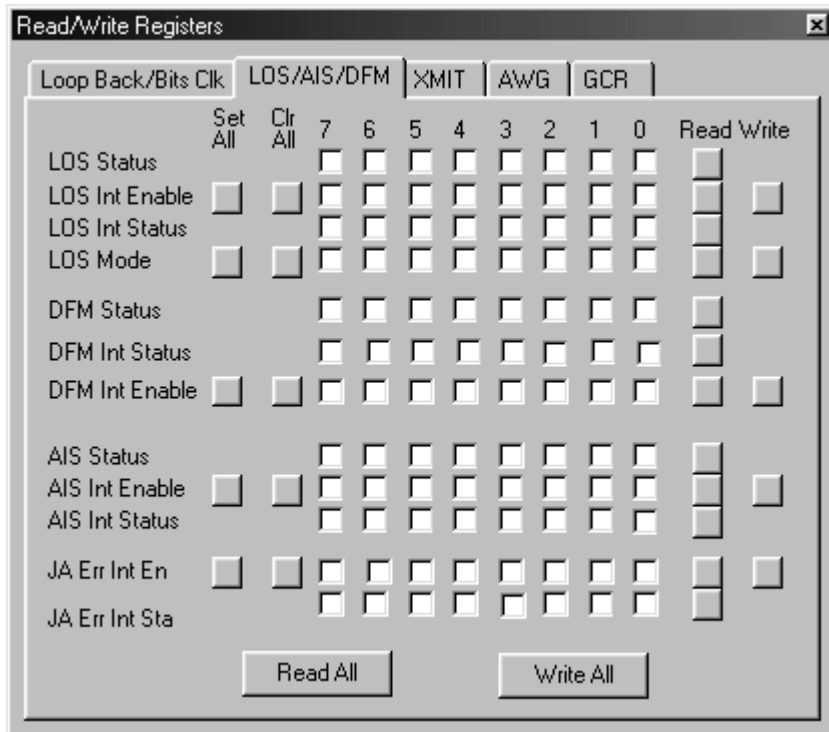 Read/Write Registers
Loop Back/Bits Clk LOS/AIS/DFM XMIT AWG GCR
Set All Clr All 7 6 5 4 3 2 1 0 Read Write
LOS Status
LOS Int Enable
LOS Int Status
LOS Mode
DFM Status
DFM Int Status
DFM Int Enable
AIS Status
AIS Int Enable
AIS Int Status
JA Err Int En
JA Err Int Sta
Read All Write All